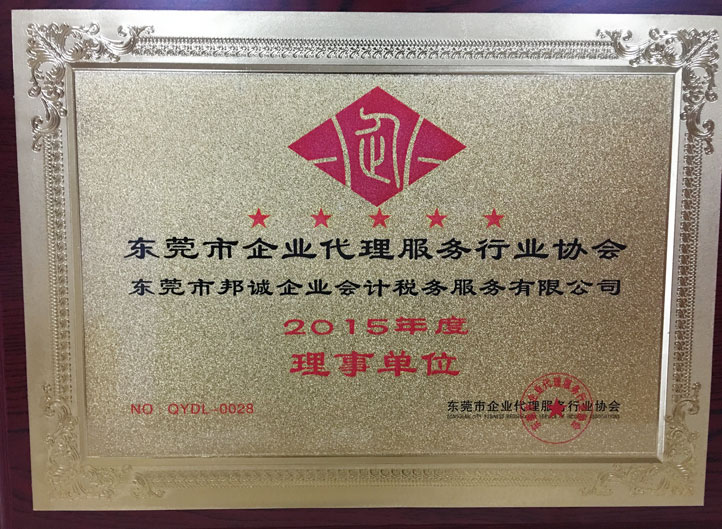 东莞市企业代理服务行业协会
东莞市邦诚企业会计税务服务有限公司
2015年度
理事单位
NO QYDL-0028
东莞市企业代理服务行业协会